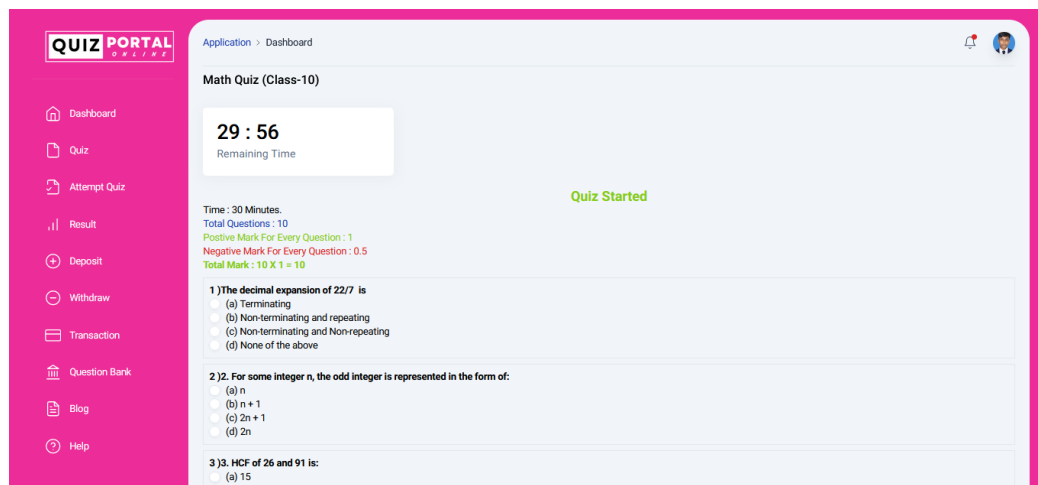 QUIZ PORTAL
ONLINE
Dashboard
Quiz
Attempt Quiz
Result
Deposit
Withdraw
Transaction
Question Bank
Blog
Help
Application > Dashboard
Math Quiz (Class-10)
29 : 56
Remaining Time
Quiz Started
Time : 30 Minutes.
Total Questions : 10
Postive Mark For Every Question : 1
Negative Mark For Every Question : 0.5
Total Mark : 10 X 1 = 10
1 )The decimal expansion of 22/7 is
(a) Terminating
(b) Non-terminating and repeating
(c) Non-terminating and Non-repeating
(d) None of the above
2 )2. For some integer n, the odd integer is represented in the form of:
(a) n
(b) n + 1
(c) 2n + 1
(d) 2n
3 )3. HCF of 26 and 91 is:
(a) 15